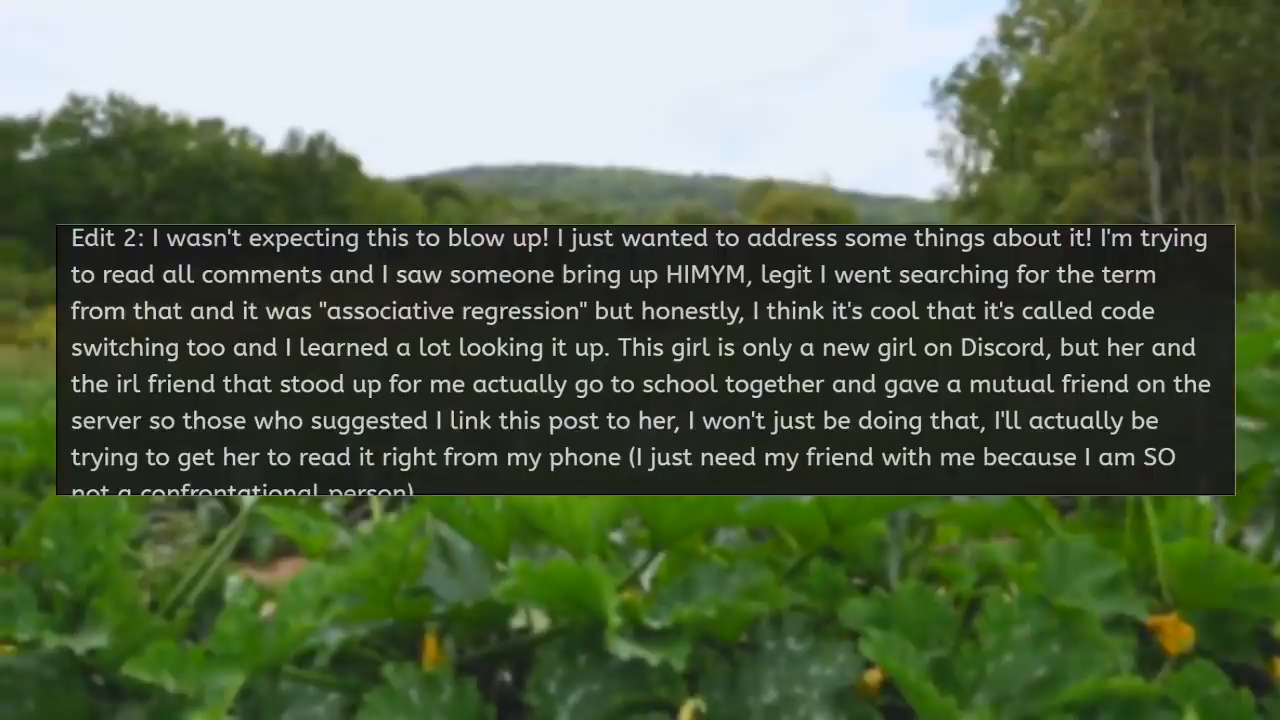 Edit 2: I wasn't expecting this to blow up! I just wanted to address some things about it! I'm trying
to read all comments and I saw someone bring up HIMYM, legit I went searching for the term
from that and it was "associative regression" but honestly, I think it's cool that it's called code
switching too and I learned a lot looking it up. This girl is only a new girl on Discord, but her and
the irl friend that stood up for me actually go to school together and gave a mutual friend on the
server so those who suggested I link this post to her, I won't just be doing that, I'll actually be
trying to get her to read it right from my phone (I just need my friend with me because I am SO
not a confrontational person)